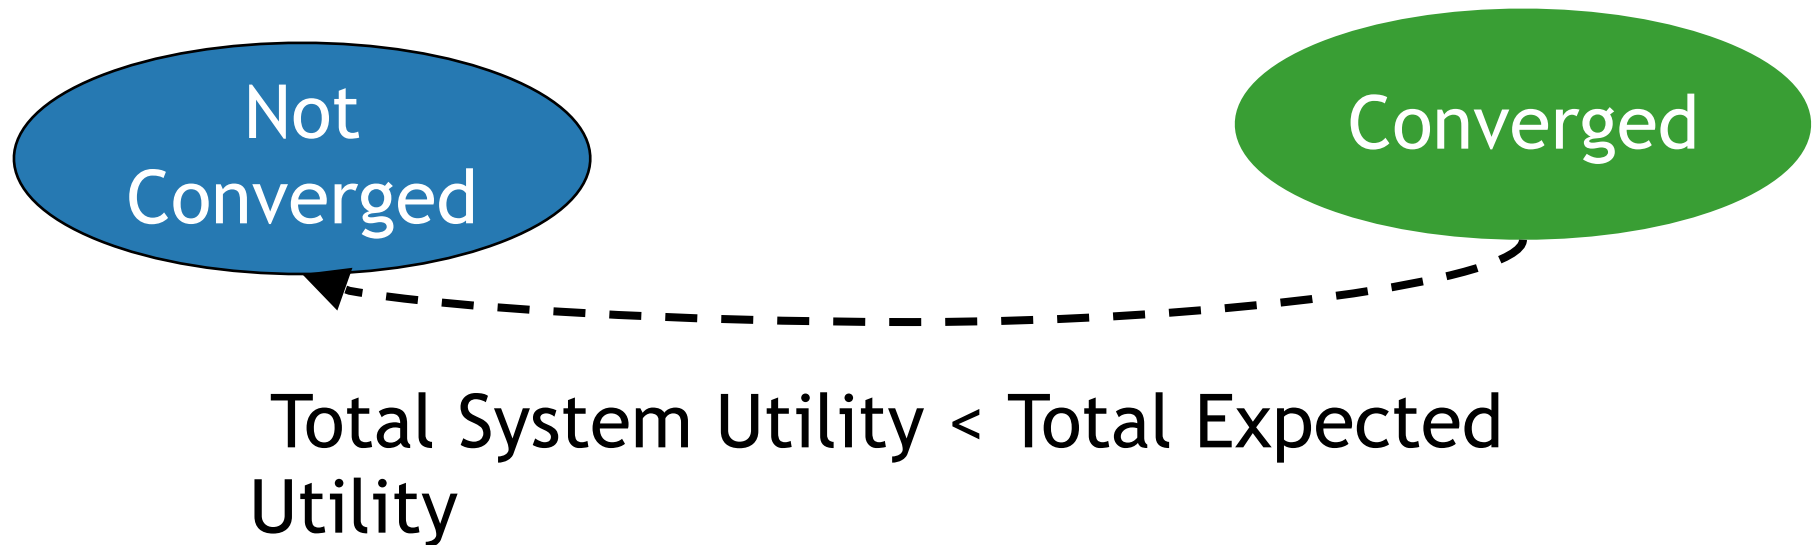 Not
Converged
Converged
Total System Utility < Total Expected
Utility